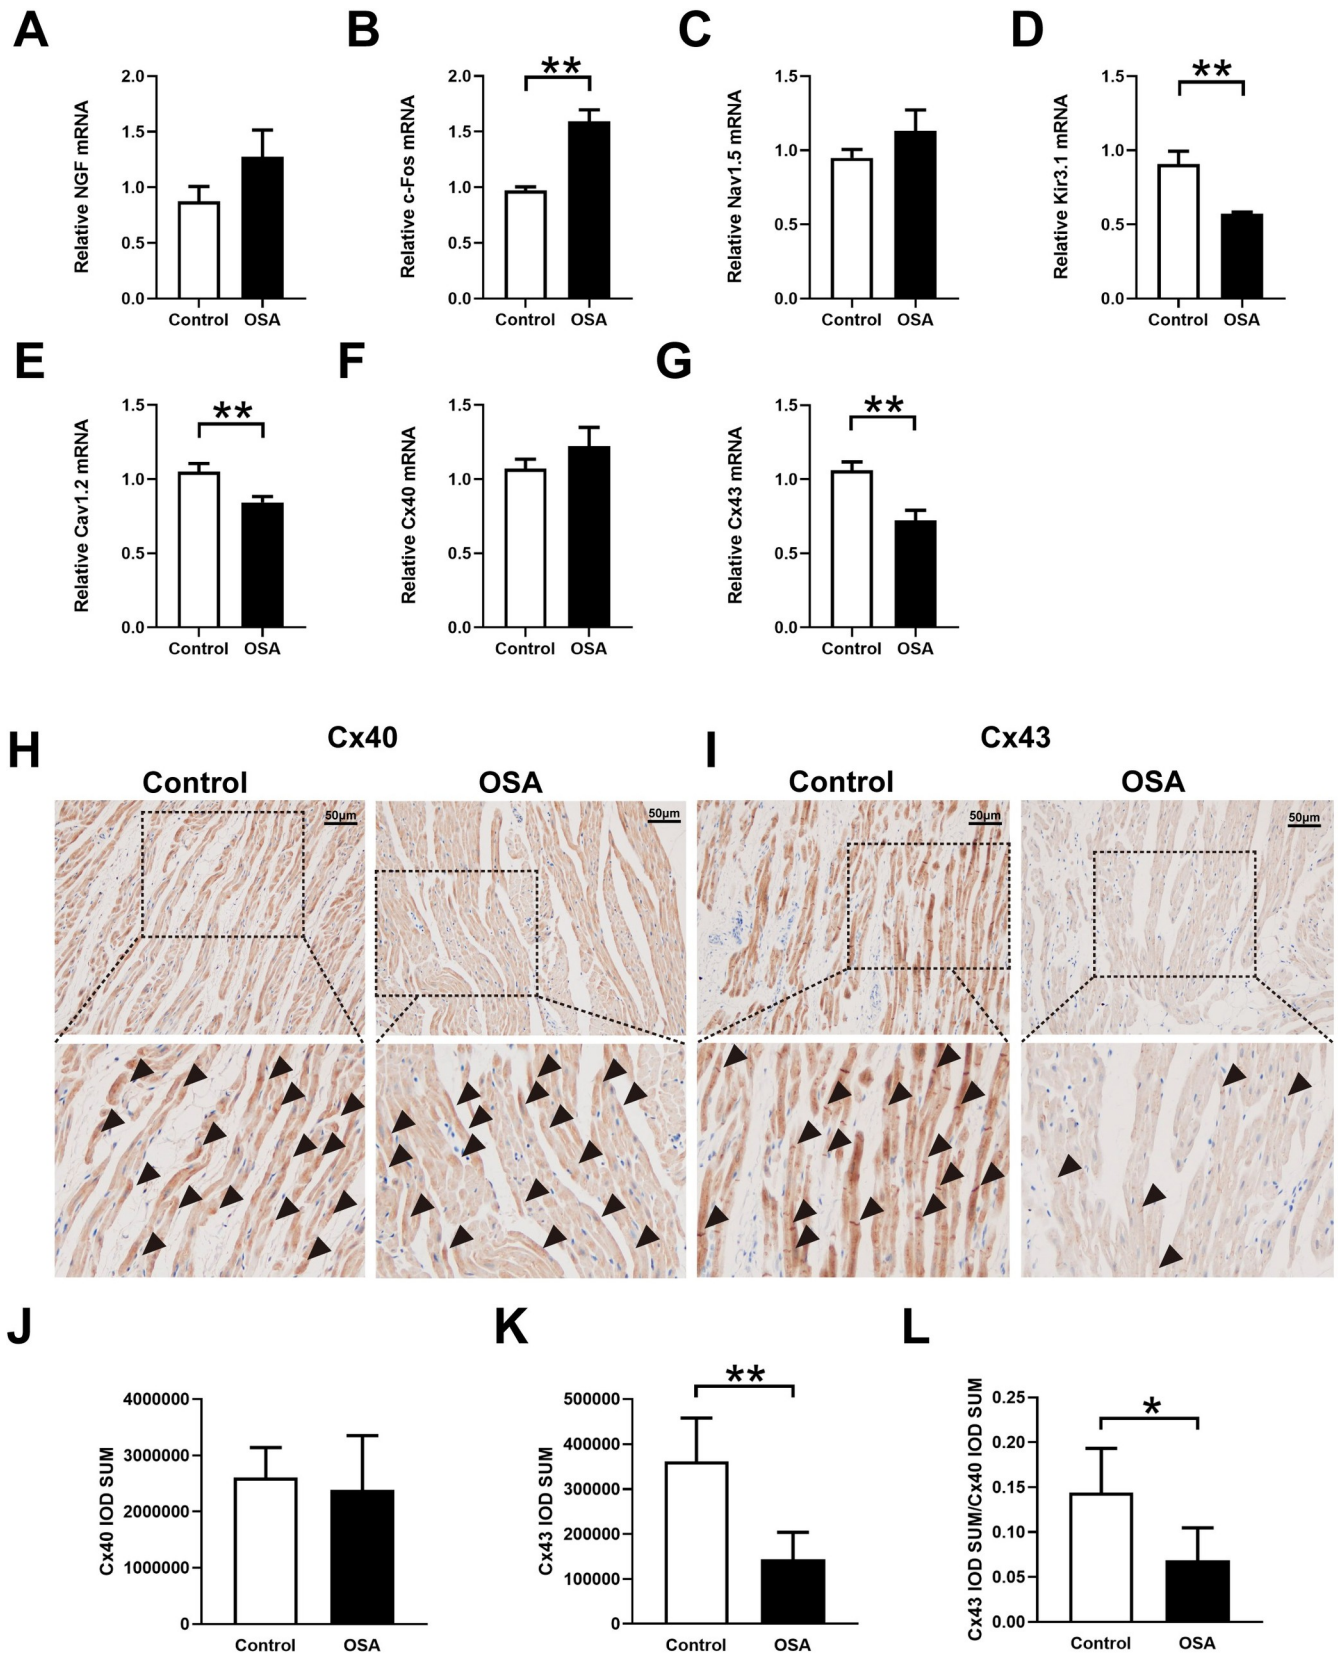 A
B
C
D
Relative NGF mRNA
2.0
1.5
1.0
0.5
0.0
Control
OSA
Relative c-Fos mRNA
2.0
1.5
1.0
0.5
0.0
**
Control
OSA
Relative Nav1.5 mRNA
1.5
1.0
0.5
0.0
Control
OSA
Relative Kir3.1 mRNA
1.5
1.0
0.5
0.0
**
Control
OSA
E
F
G
Relative Cav1.2 mRNA
1.5
1.0
0.5
0.0
**
Control
OSA
Relative Cx40 mRNA
1.5
1.0
0.5
0.0
Control
OSA
Relative Cx43 mRNA
1.5
1.0
0.5
0.0
**
Control
OSA
H
Cx40
Control
OSA
50μm
50μm
I
Cx43
Control
OSA
50μm
50μm
J
K
L
Cx40 IOD SUM
4000000
3000000
2000000
1000000
0
Control
OSA
Cx43 IOD SUM
500000
400000
300000
200000
100000
0
**
Control
OSA
Cx43 IOD SUM/Cx40 IOD SUM
0.25
0.20
0.15
0.10
0.05
0.00
*
Control
OSA